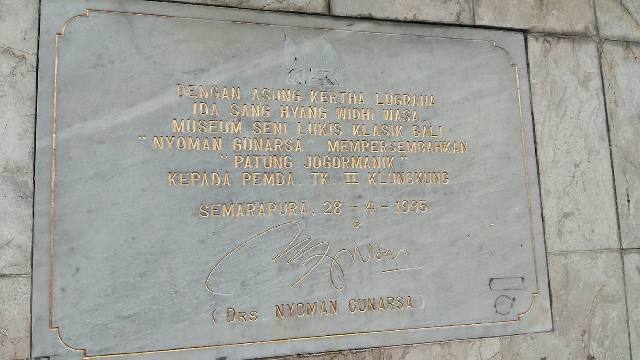 DENGAN ASUNG KERTHA LUGRAHA
IDA SANG HYANG WIDHI WASA.
MUSEUM SENI LUKIS KLASIK BALI
"NYOMAN GUNARSA" MEMPERSEMBAHKAN
"PATUNG JOGORMANIK"
KEPADA PEMDA. TK. II KLUNGKUNG
SEMARAPURA, 28 - 4 - 1995
(DRS NYOMAN GUNARSA)